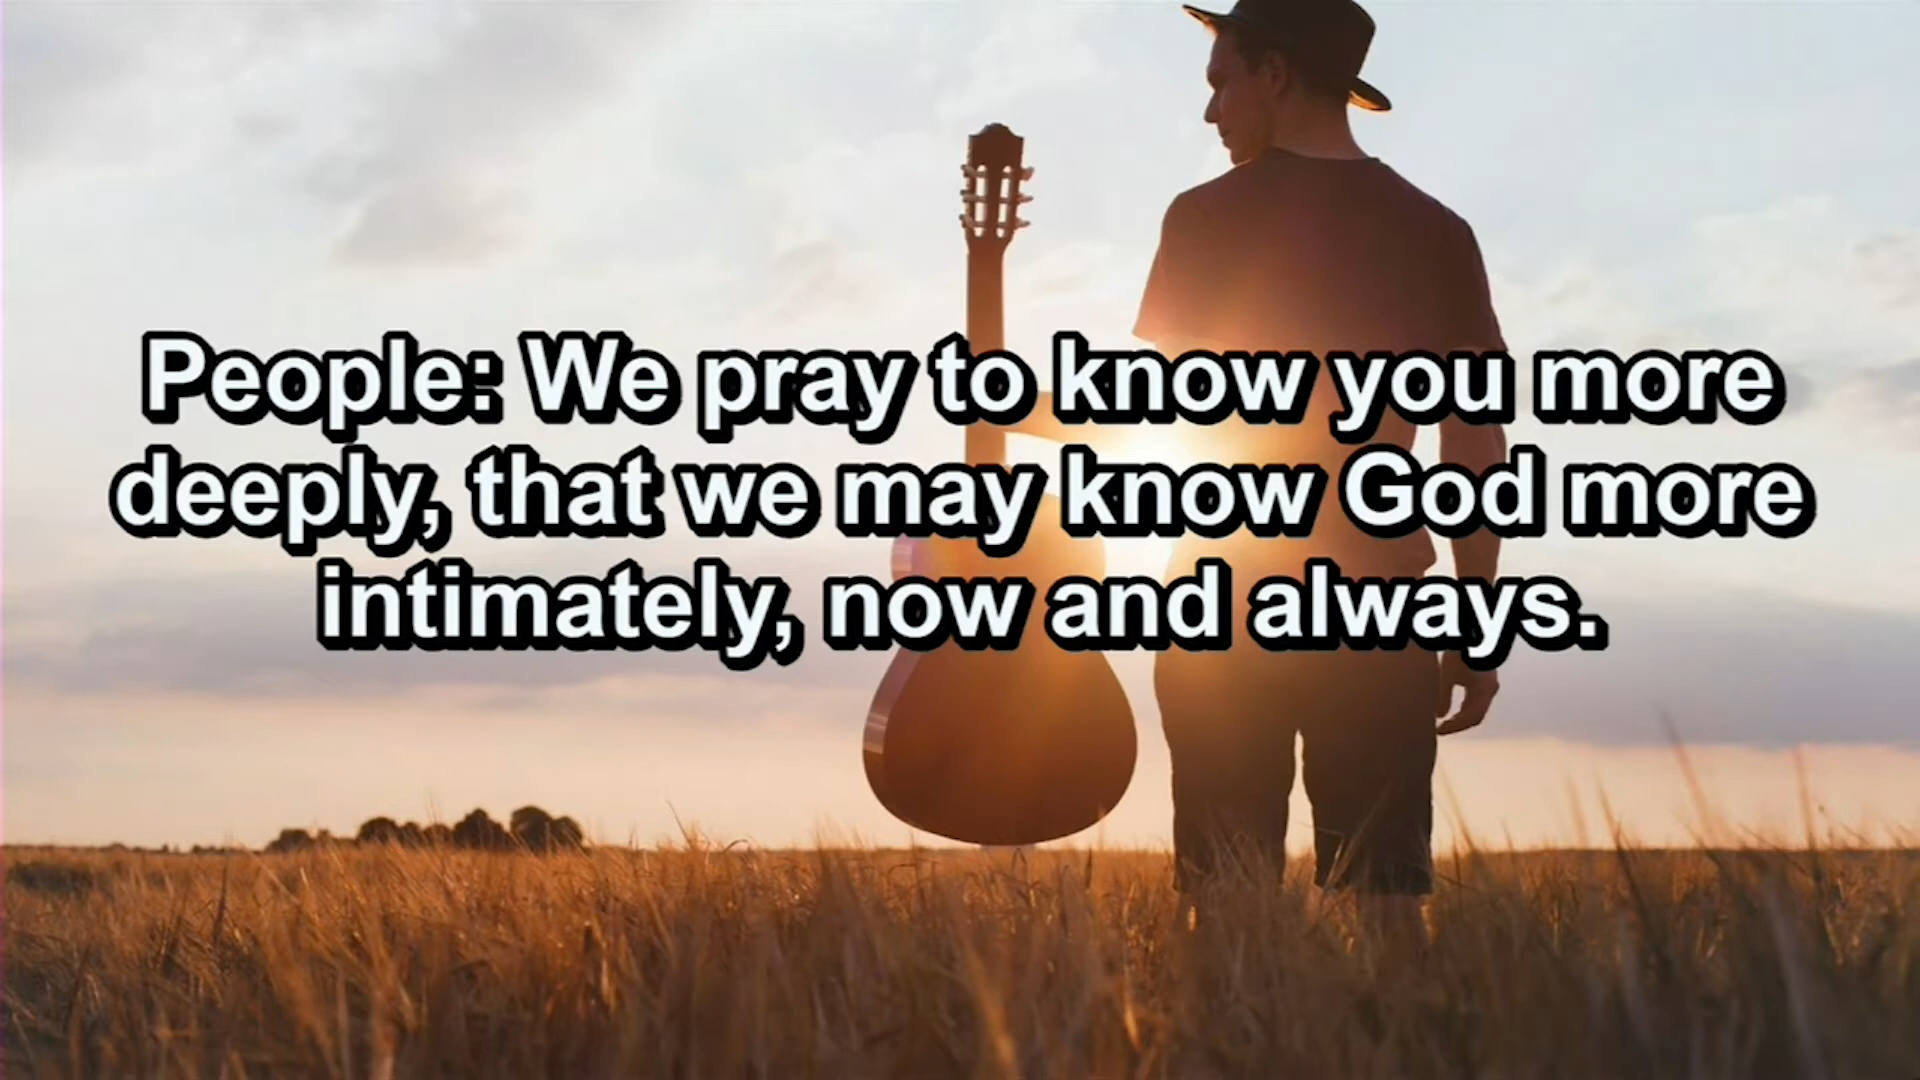 People: We pray to know you more
deeply, that we may know God more
intimately, now and always.